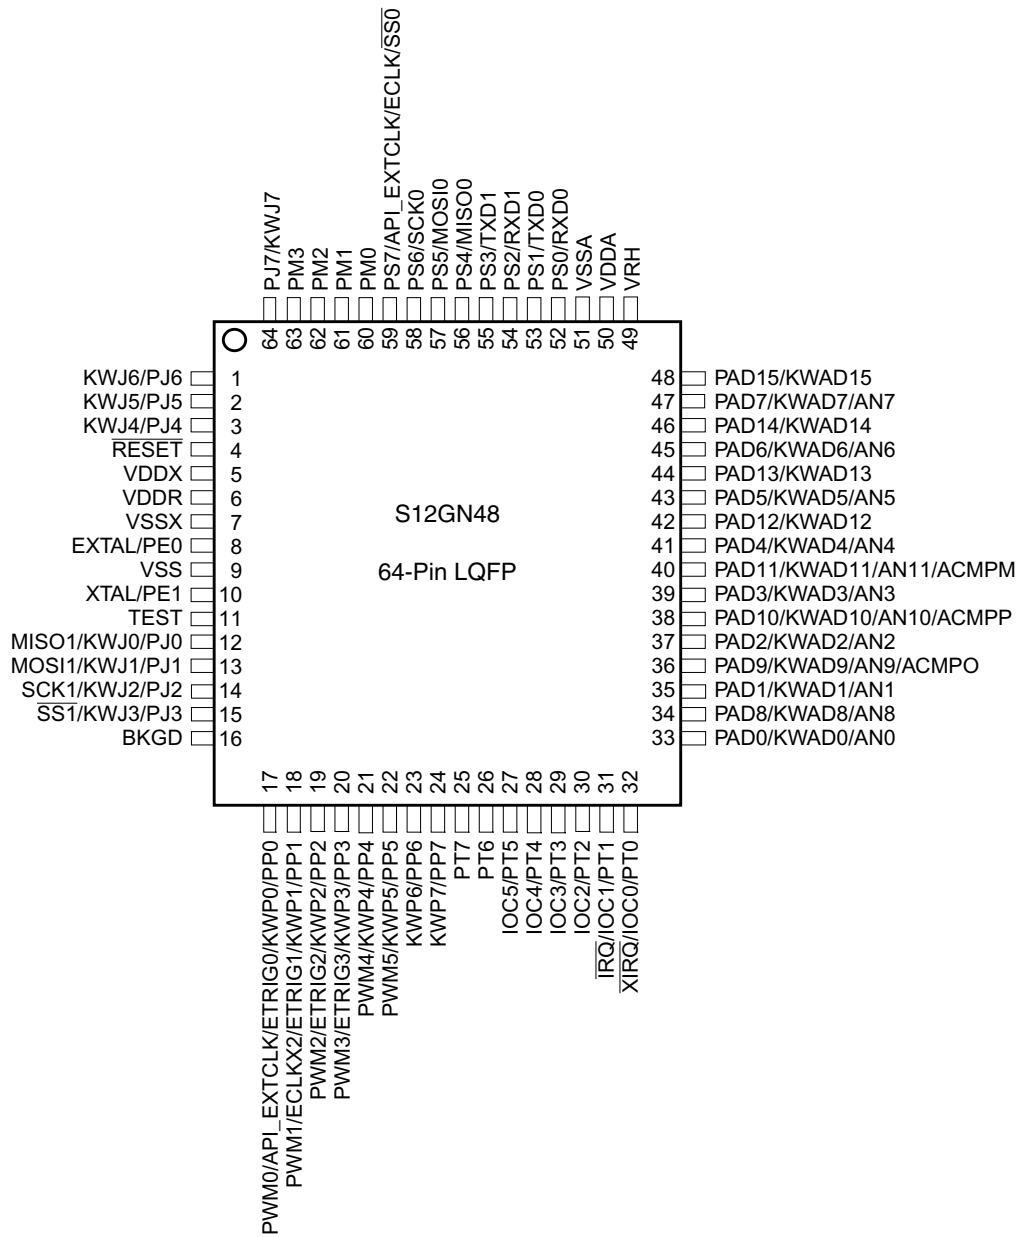 PJ7/KWJ7
PM3
PM2
PM1
PM0
PS7/API_EXTCLK/ECLK/S̅S̅0̅
PS6/SCK0
PS5/MOSI0
PS4/MISO0
PS3/TXD1
PS2/RXD1
PS1/TXD0
PS0/RXD0
VSSA
VDDA
VRH
64
63
62
61
60
59
58
57
56
55
54
53
52
51
50
49
KWJ6/PJ6 1
KWJ5/PJ5 2
KWJ4/PJ4 3
R̅E̅S̅E̅T̅ 4
VDDX 5
VDDR 6
VSSX 7
EXTAL/PE0 8
VSS 9
XTAL/PE1 10
TEST 11
MISO1/KWJ0/PJ0 12
MOSI1/KWJ1/PJ1 13
SCK1/KWJ2/PJ2 14
S̅S̅1̅/KWJ3/PJ3 15
BKGD 16
S12GN48
64-Pin LQFP
48 PAD15/KWAD15
47 PAD7/KWAD7/AN7
46 PAD14/KWAD14
45 PAD6/KWAD6/AN6
44 PAD13/KWAD13
43 PAD5/KWAD5/AN5
42 PAD12/KWAD12
41 PAD4/KWAD4/AN4
40 PAD11/KWAD11/AN11/ACMPM
39 PAD3/KWAD3/AN3
38 PAD10/KWAD10/AN10/ACMPP
37 PAD2/KWAD2/AN2
36 PAD9/KWAD9/AN9/ACMPO
35 PAD1/KWAD1/AN1
34 PAD8/KWAD8/AN8
33 PAD0/KWAD0/AN0
17
18
19
20
21
22
23
24
25
26
27
28
29
30
31
32
PWM0/API_EXTCLK/ETRIG0/KWP0/PP0
PWM1/ECLKX2/ETRIG1/KWP1/PP1
PWM2/ETRIG2/KWP2/PP2
PWM3/ETRIG3/KWP3/PP3
PWM4/KWP4/PP4
PWM5/KWP5/PP5
KWP6/PP6
KWP7/PP7
PT7
PT6
IOC5/PT5
IOC4/PT4
IOC3/PT3
IOC2/PT2
I̅R̅Q̅/IOC1/PT1
X̅I̅R̅Q̅/IOC0/PT0